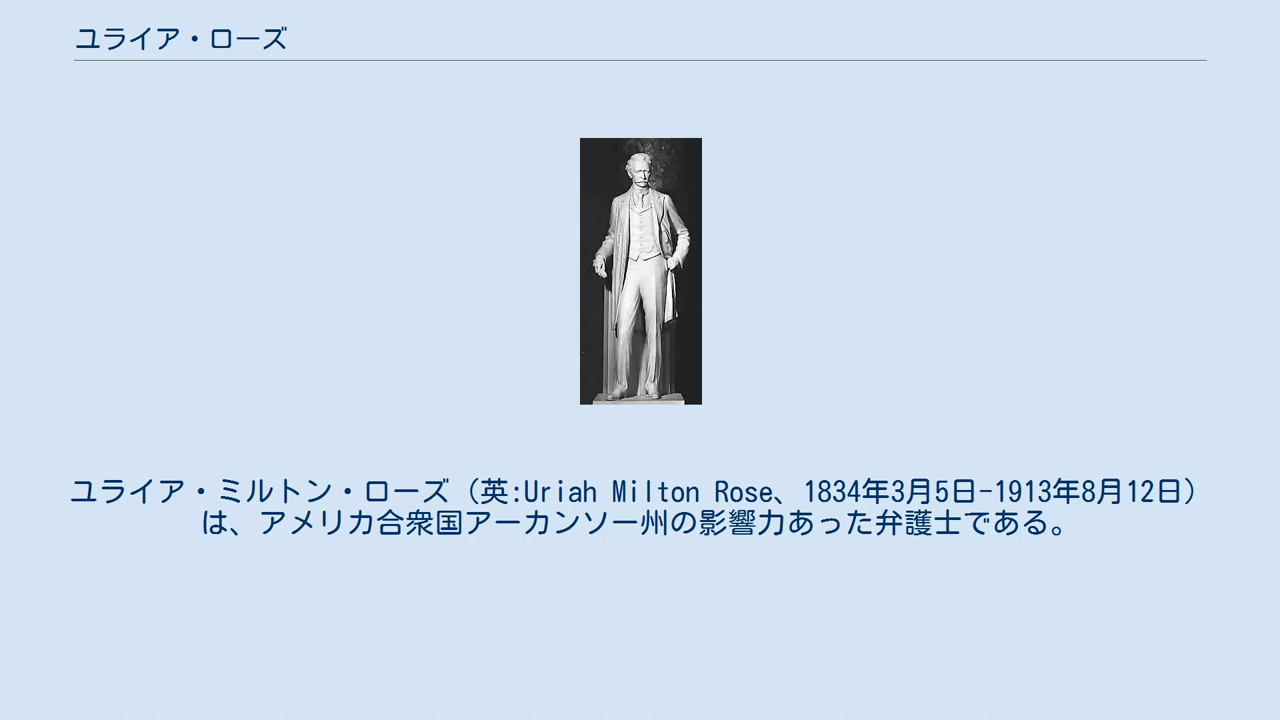 ユライア・ローズ
ユライア・ミルトン・ローズ（英:Uriah Milton Rose、1834年3月5日-1913年8月12日）
は、アメリカ合衆国アーカンソー州の影響力あった弁護士である。